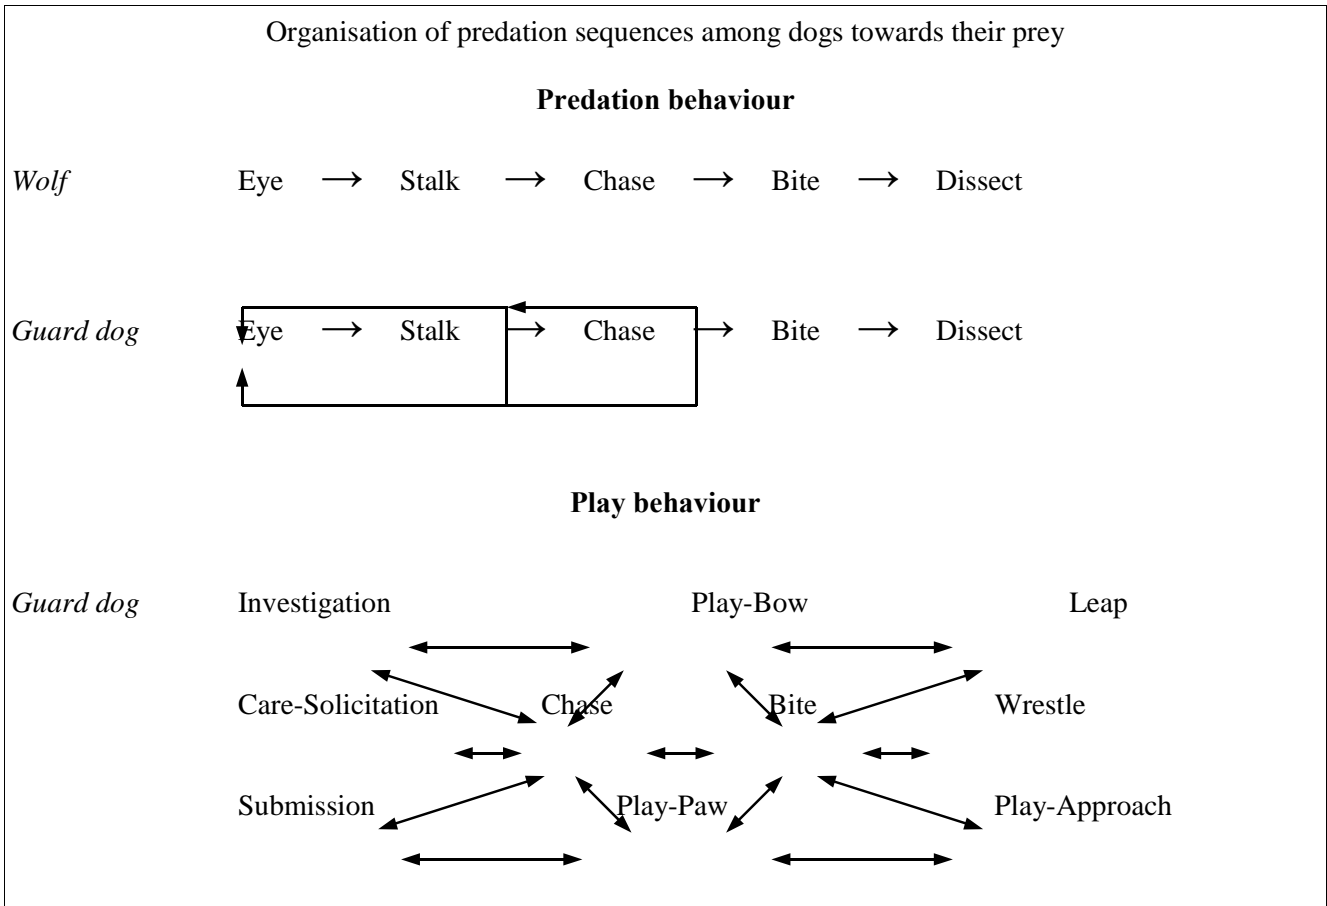 Organisation of predation sequences among dogs towards their prey
Predation behaviour
Wolf Eye → Stalk → Chase → Bite → Dissect
Guard dog Eye → Stalk → Chase → Bite → Dissect
Play behaviour
Guard dog Investigation Play-Bow Leap
Care-Solicitation Chase Bite Wrestle
Submission Play-Paw Play-Approach